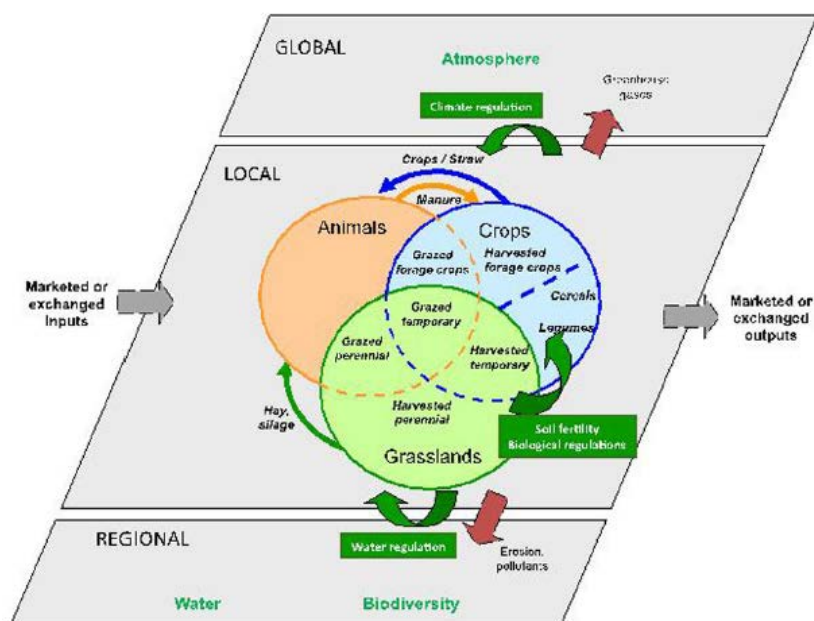 GLOBAL
Atmosphere
Greenhouse
gases
Climate regulation
LOCAL
Crops / Straw
Manure
Animals
Crops
Grazed
forage crops
Harvested
forage crops
Cereals
Legumes
Marketed or
exchanged
inputs
Marketed or
exchanged
outputs
Grazed
temporary
Grazed
perennial
Harvested
temporary
Harvested
perennial
Hay,
silage
Soil fertility
Biological regulations
Grasslands
REGIONAL
Water regulation
Erosion,
pollutants
Water
Biodiversity